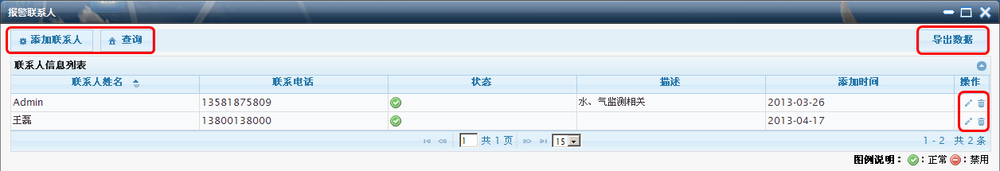 报警联系人
添加联系人 查询 导出数据
联系人信息列表
联系人姓名 联系电话 状态 描述 添加时间 操作
Admin 13581875809 水、气监测相关 2013-03-26
王磊 13800138000 2013-04-17
1 共 1 页 15 1 - 2 共 2 条
图例说明：：正常：禁用